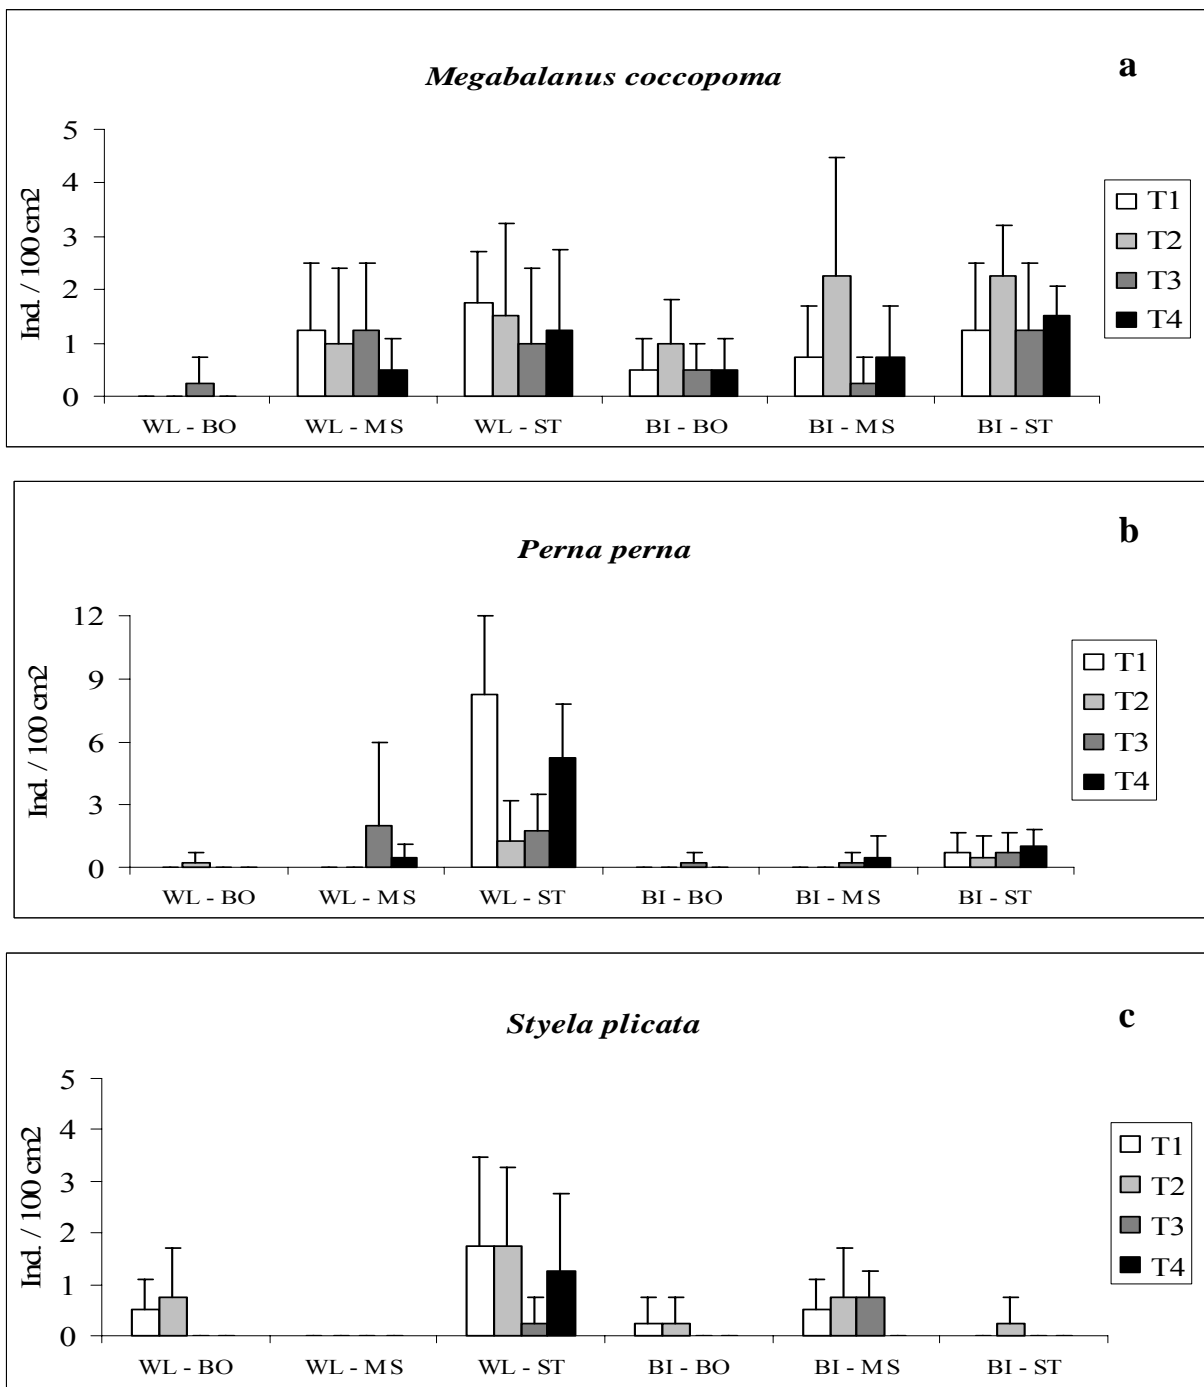 Megabalanus coccopoma
a
5
4
3
2
1
0
Ind. / 100 cm2
WL - BO
WL - MS
WL - ST
BI - BO
BI - MS
BI - ST
T1
T2
T3
T4
Perna perna
b
12
9
6
3
0
Ind. / 100 cm2
WL - BO
WL - MS
WL - ST
BI - BO
BI - MS
BI - ST
T1
T2
T3
T4
Styela plicata
c
5
4
3
2
1
0
Ind. / 100 cm2
WL - BO
WL - MS
WL - ST
BI - BO
BI - MS
BI - ST
T1
T2
T3
T4